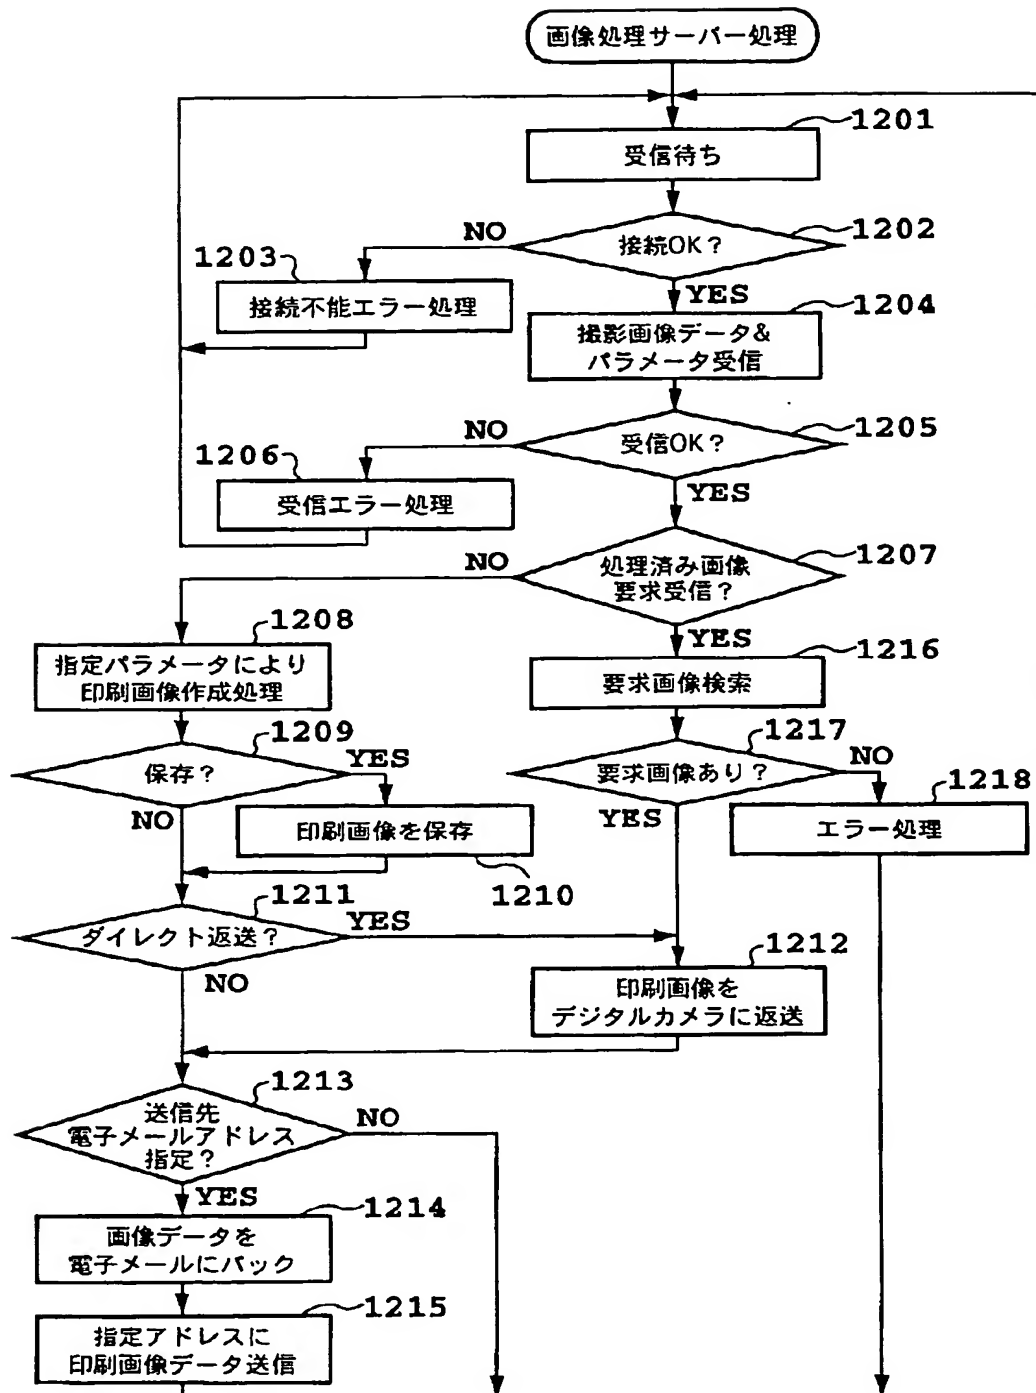 画像処理サーバー処理
1201
受信待ち
1202
接続OK?
NO
YES
1203
接続不能エラー処理
1204
撮影画像データ&
パラメータ受信
1205
受信OK?
NO
YES
1206
受信エラー処理
1207
処理済み画像
要求受信?
NO
YES
1208
指定パラメータにより
印刷画像作成処理
1216
要求画像検索
1209
保存?
YES
NO
1217
要求画像あり?
NO
YES
1218
エラー処理
印刷画像を保存
1210
1211
ダイレクト返送?
YES
NO
1212
印刷画像を
デジタルカメラに返送
1213
送信先
電子メールアドレス
指定?
NO
YES
1214
画像データを
電子メールにパック
1215
指定アドレスに
印刷画像データ送信